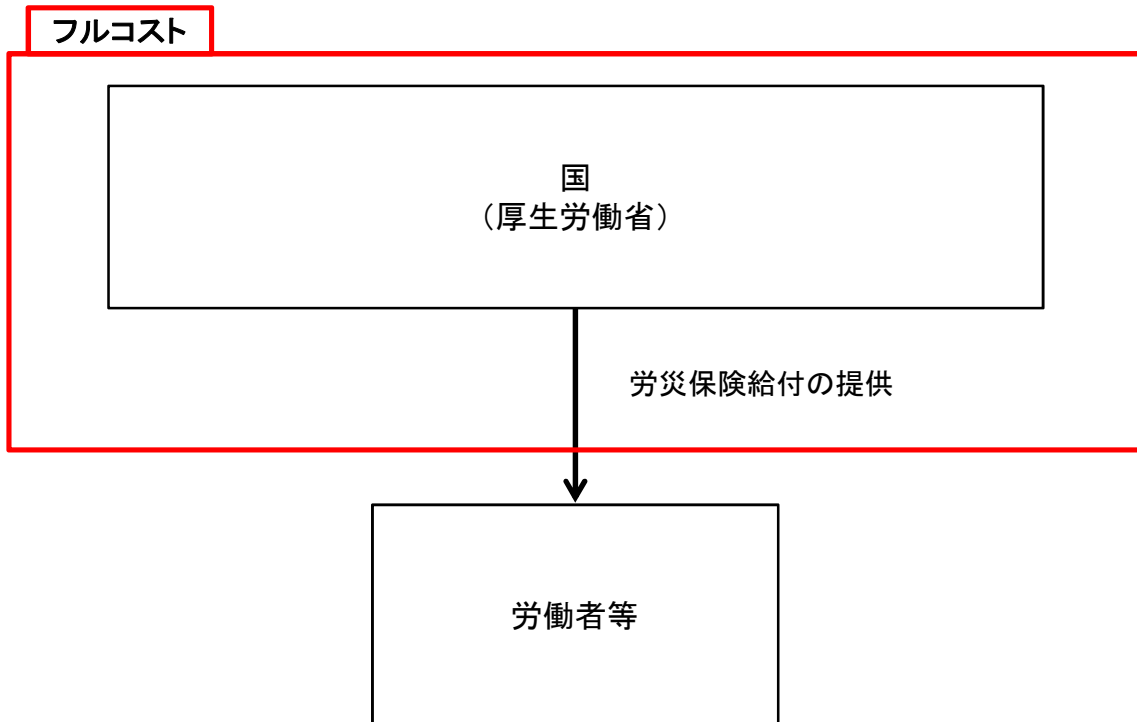 フルコスト
国
（厚生労働省）
労災保険給付の提供
労働者等